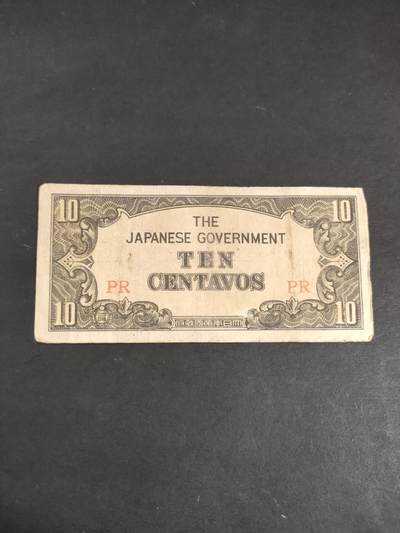 10 10
THE
JAPANESE GOVERNMENT
TEN
PR CENTAVOS PR
10 10